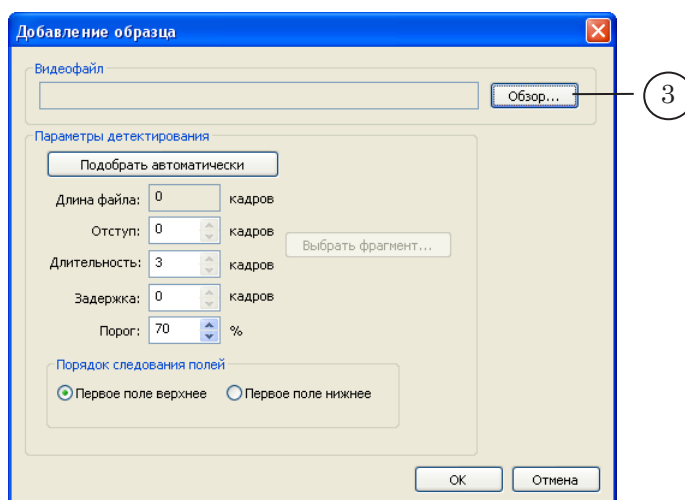 Добавление образца
Видеофайл
Обзор...
3
Параметры детектирования
Подобрать автоматически
Длина файла: 0 кадров
Отступ: 0 кадров
Выбрать фрагмент...
Длительность: 3 кадров
Задержка: 0 кадров
Порог: 70 %
Порядок следования полей
Первое поле верхнее Первое поле нижнее
OK Отмена